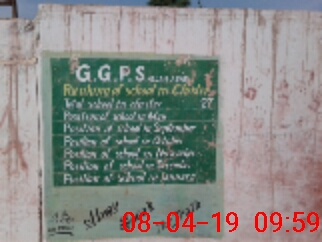 G.G.P.S
Ranking of school in Cluster
Total school in cluster 27
Position of school in May
Position of school in September
Position of school in October
Position of school in November
Position of school in December
Position of school in January
08-04-19 09:59